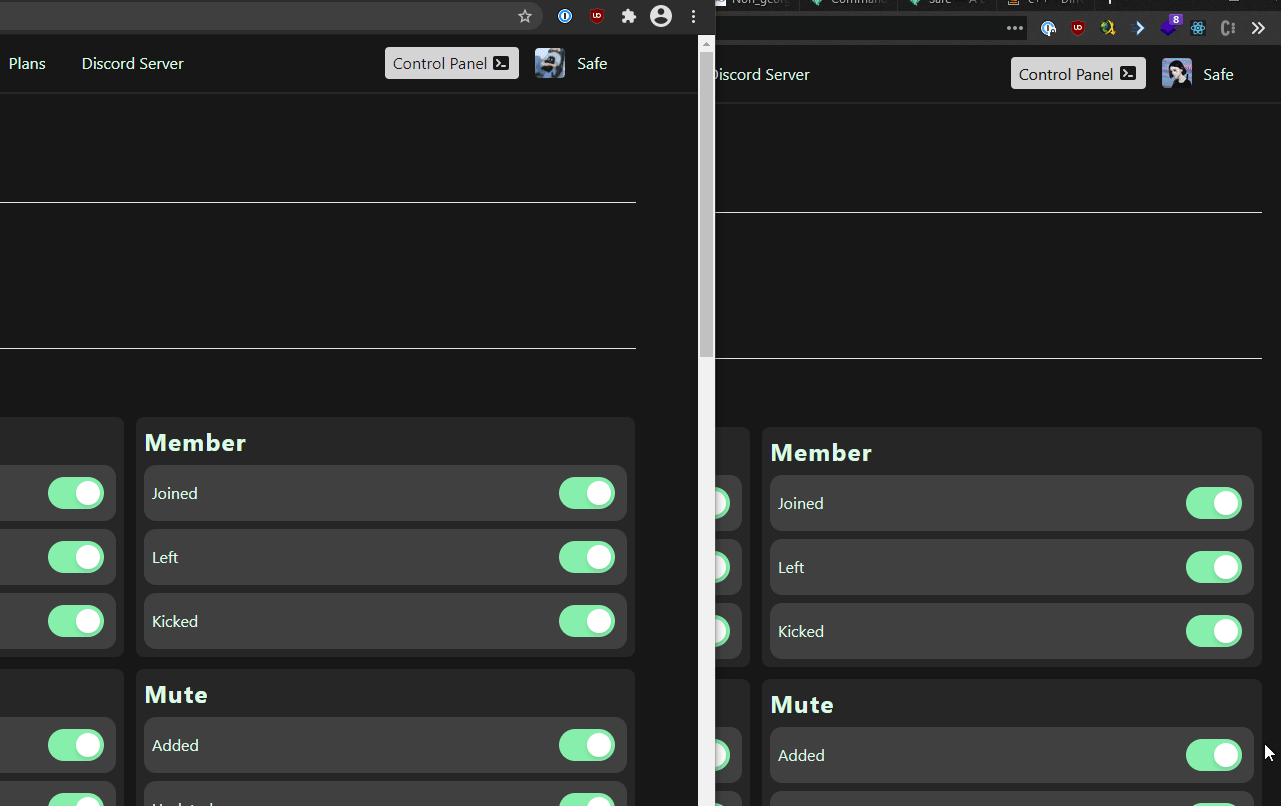 Plans Discord Server Control Panel Safe
Member
Joined
Left
Kicked
Mute
Added
8
Discord Server Control Panel Safe
Member
Joined
Left
Kicked
Mute
Added